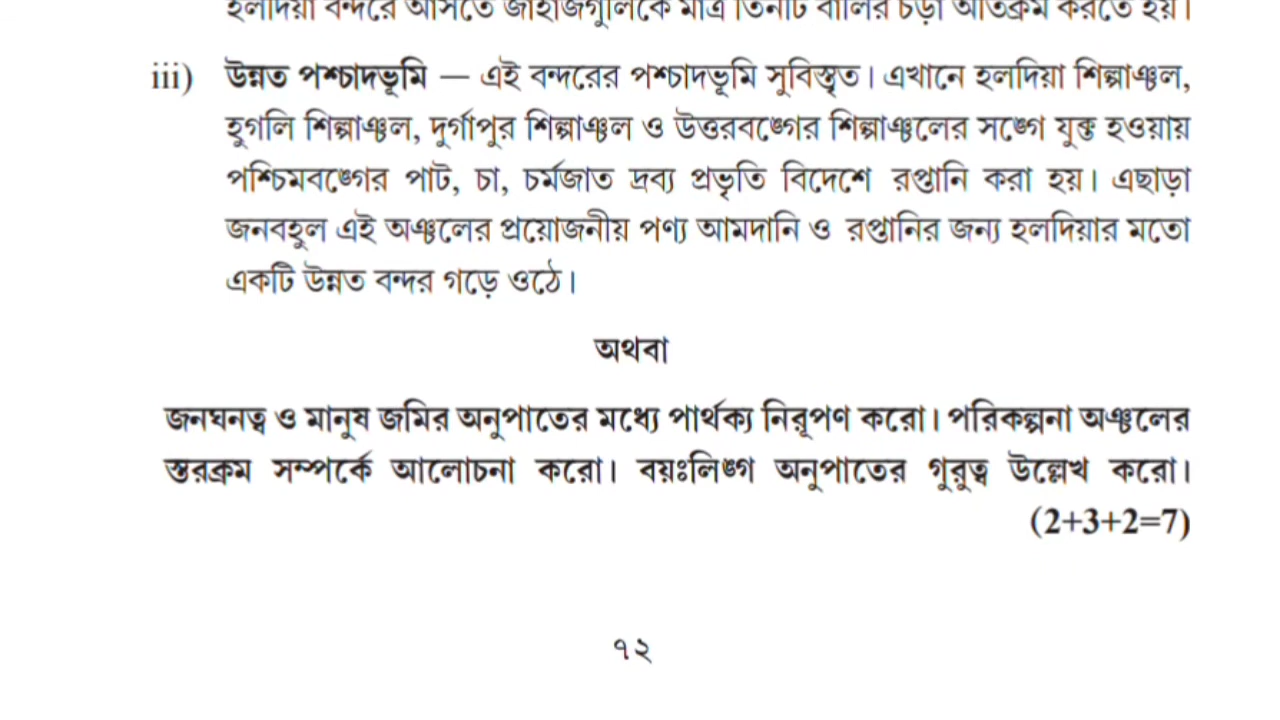 হলদিয়া বন্দরে আসতে জাহাজগুলিকে মাত্র তিনটি বালির চড়া অতিক্রম করতে হয়।
iii) উন্নত পশ্চাদভূমি — এই বন্দরের পশ্চাদভূমি সুবিস্তৃত। এখানে হলদিয়া শিল্পাঞ্চল,
হুগলি শিল্পাঞ্চল, দুর্গাপুর শিল্পাঞ্চল ও উত্তরবঙ্গের শিল্পাঞ্চলের সঙ্গে যুক্ত হওয়ায়
পশ্চিমবঙ্গের পাট, চা, চর্মজাত দ্রব্য প্রভৃতি বিদেশে রপ্তানি করা হয়। এছাড়া
জনবহুল এই অঞ্চলের প্রয়োজনীয় পণ্য আমদানি ও রপ্তানির জন্য হলদিয়ার মতো
একটি উন্নত বন্দর গড়ে ওঠে।
অথবা
জনঘনত্ব ও মানুষ জমির অনুপাতের মধ্যে পার্থক্য নিরূপণ করো। পরিকল্পনা অঞ্চলের
স্তরক্রম সম্পর্কে আলোচনা করো। বয়ঃলিঙ্গ অনুপাতের গুরুত্ব উল্লেখ করো।
(2+3+2=7)
৭২